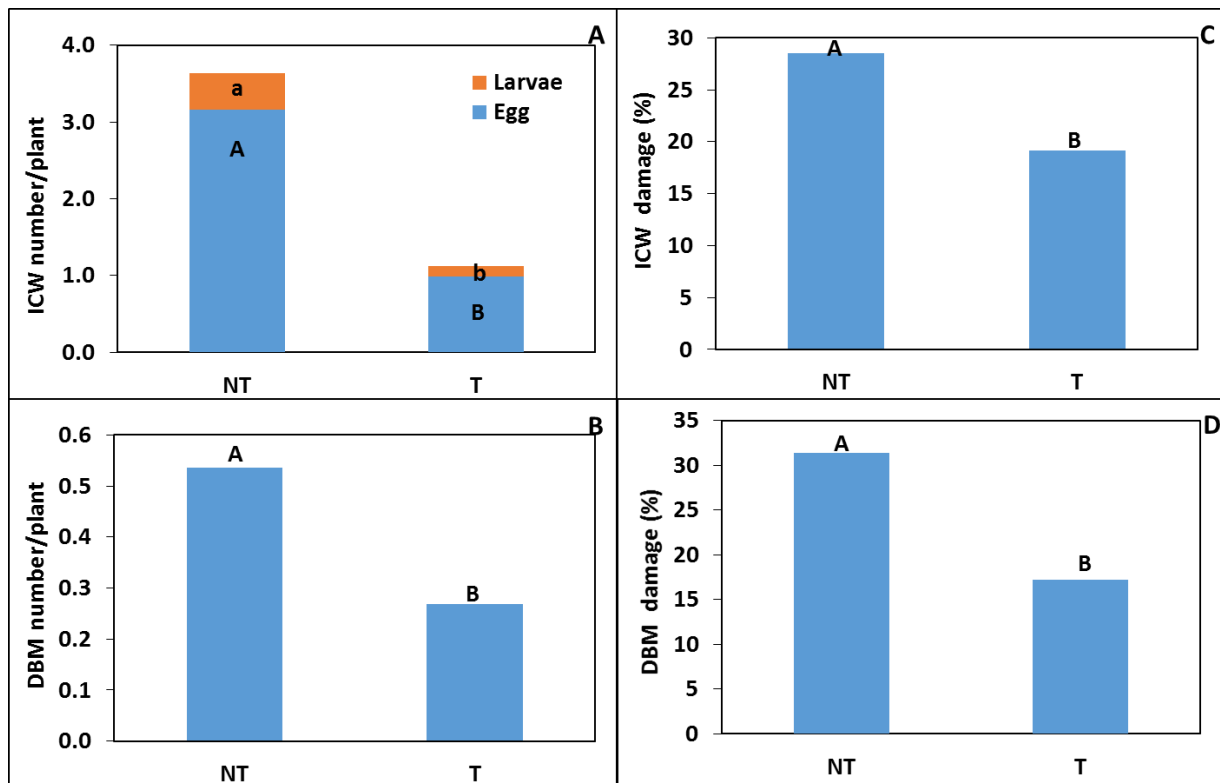 A
ICW number/plant
4.0
3.0
2.0
1.0
0.0
Larvae
Egg
a
A
b
B
NT
T
C
ICW damage (%)
30
25
20
15
10
5
0
A
B
NT
T
B
DBM number/plant
0.6
0.5
0.4
0.3
0.2
0.1
0.0
A
B
NT
T
D
DBM damage (%)
35
30
25
20
15
10
5
0
A
B
NT
T